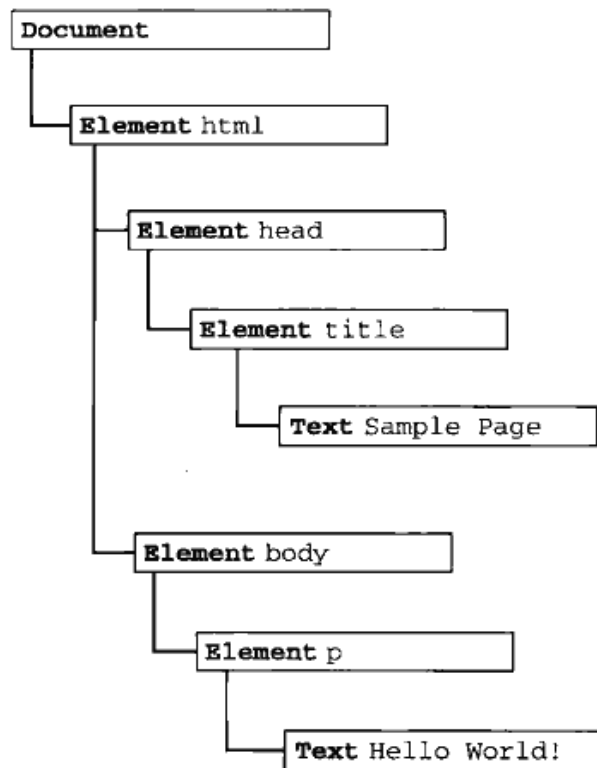 Document
Element html
Element head
Element title
Text Sample Page
Element body
Element p
Text Hello World!